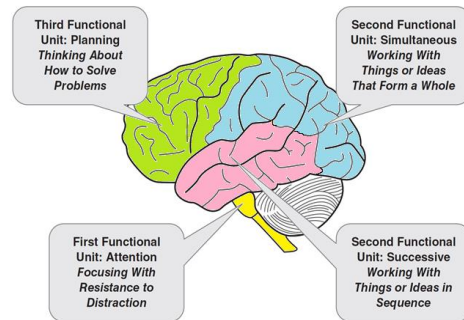 Third Functional
Unit: Planning
Thinking About
How to Solve
Problems
Second Functional
Unit: Simultaneous
Working With
Things or Ideas
That Form a Whole
First Functional
Unit: Attention
Focusing With
Resistance to
Distraction
Second Functional
Unit: Successive
Working With
Things or Ideas in
Sequence